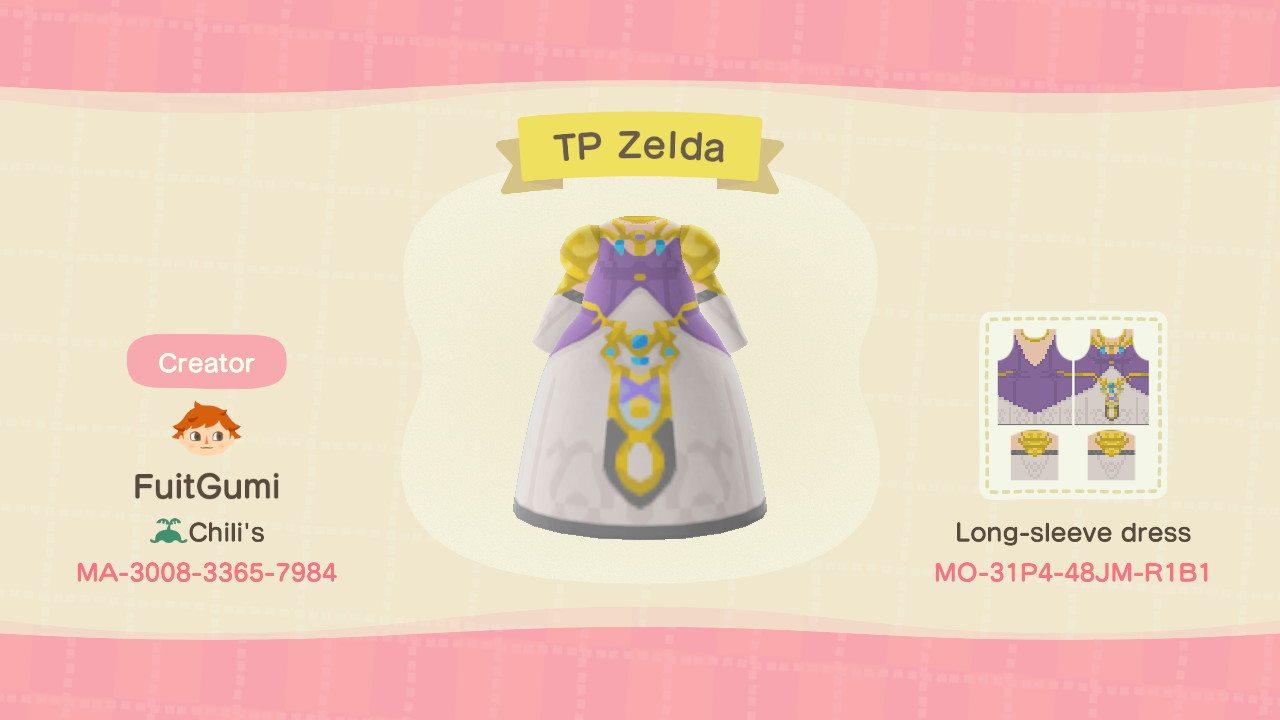 TP Zelda
Creator
FuitGumi
Chili's
MA-3008-3365-7984
Long-sleeve dress
MO-31P4-48JM-R1B1